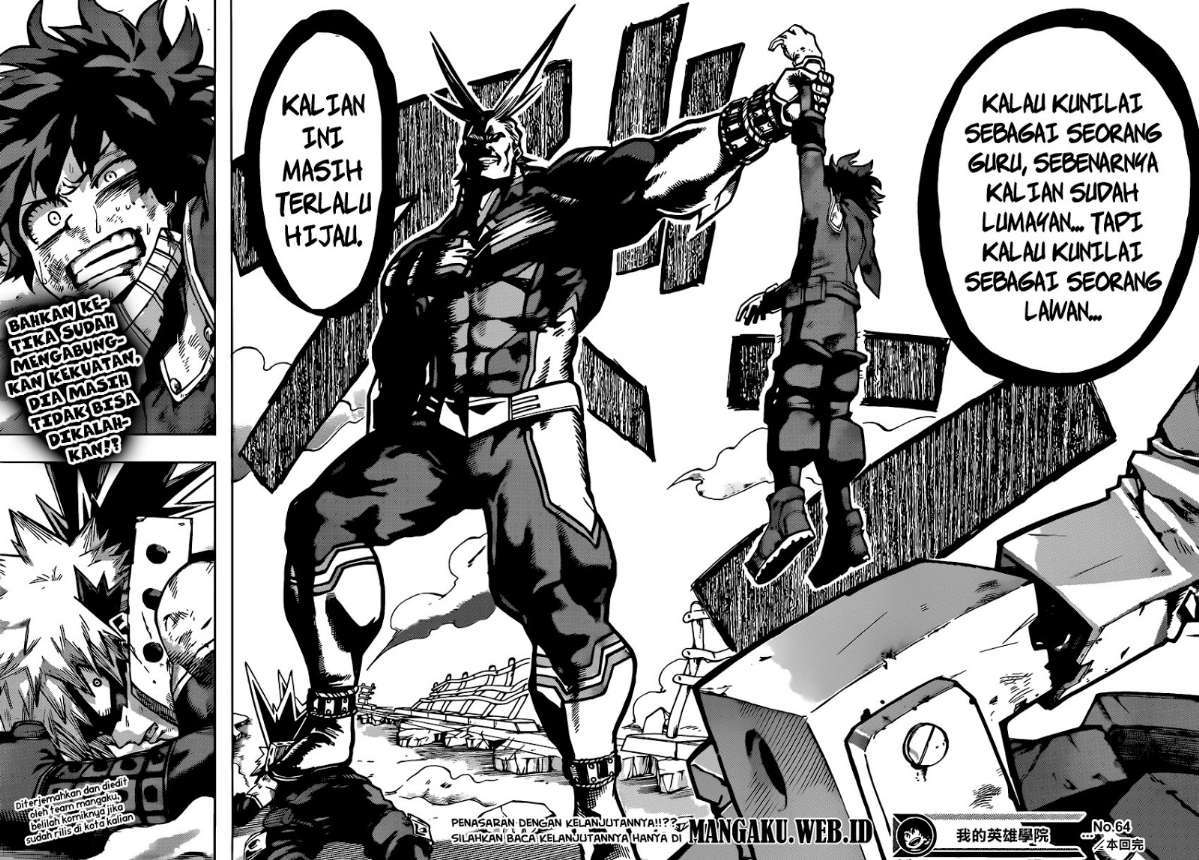 KALAU KUNILAI
SEBAGAI SEORANG
GURU, SEBENARNYA
KALIAN SUDAH
LUMAYAN... TAPI
KALAU KUNILAI
SEBAGAI SEORANG
LAWAN...
KALIAN
INI
MASIH
TERLALU
HIJAU.
BAHKAN KE-
TIKA SUDAH
MENGABUNG-
KAN KEKUATAN,
DIA MASIH
TIDAK BISA
DIKALAH-
KAN!?
Diterjemahkan dan diedit
oleh team mangaku,
belilah komiknya jika
sudah rilis di kota kalian
PENASARAN DENGAN KELANJUTANNYA!!??
SILAHKAN BACA KELANJUTANNYA HANYA DI MANGAKU.WEB.ID
我的英雄學院
...No.64
／本回完